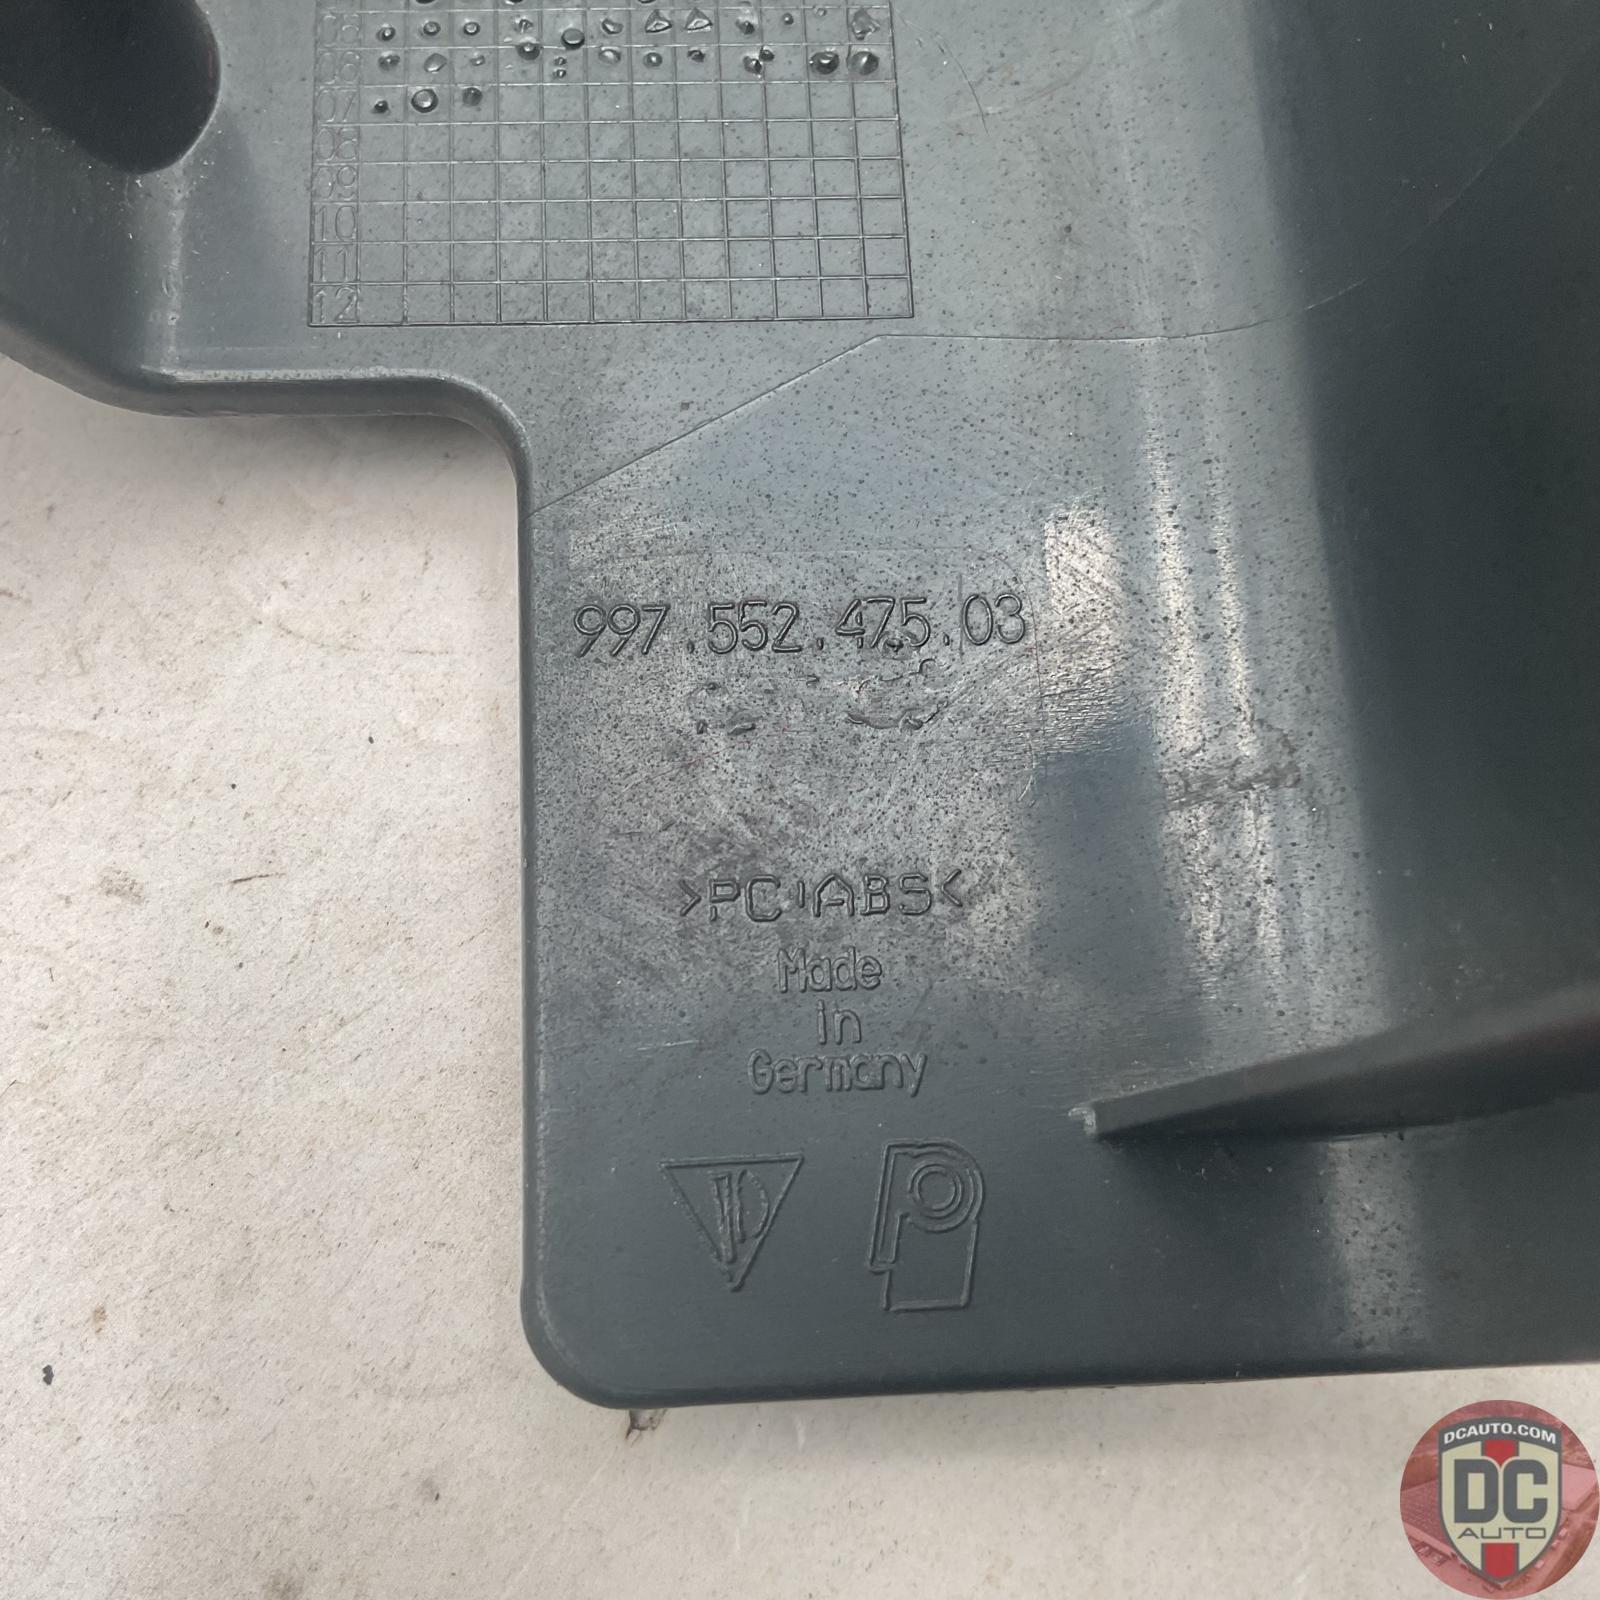 06
07
08
09
10
11
12
997.552.475.03
>PC+ABS<
Made
in
Germany
DCAUTO.COM
DC
AUTO